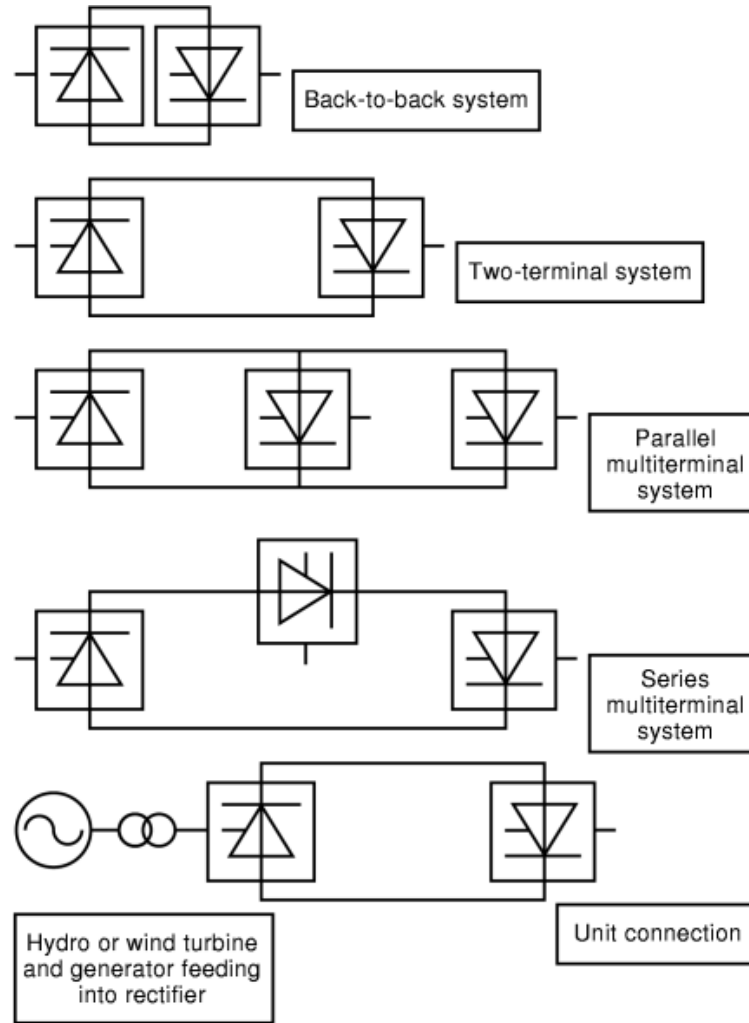 Back-to-back system
Two-terminal system
Parallel
multiterminal
system
Series
multiterminal
system
Hydro or wind turbine
and generator feeding
into rectifier
Unit connection